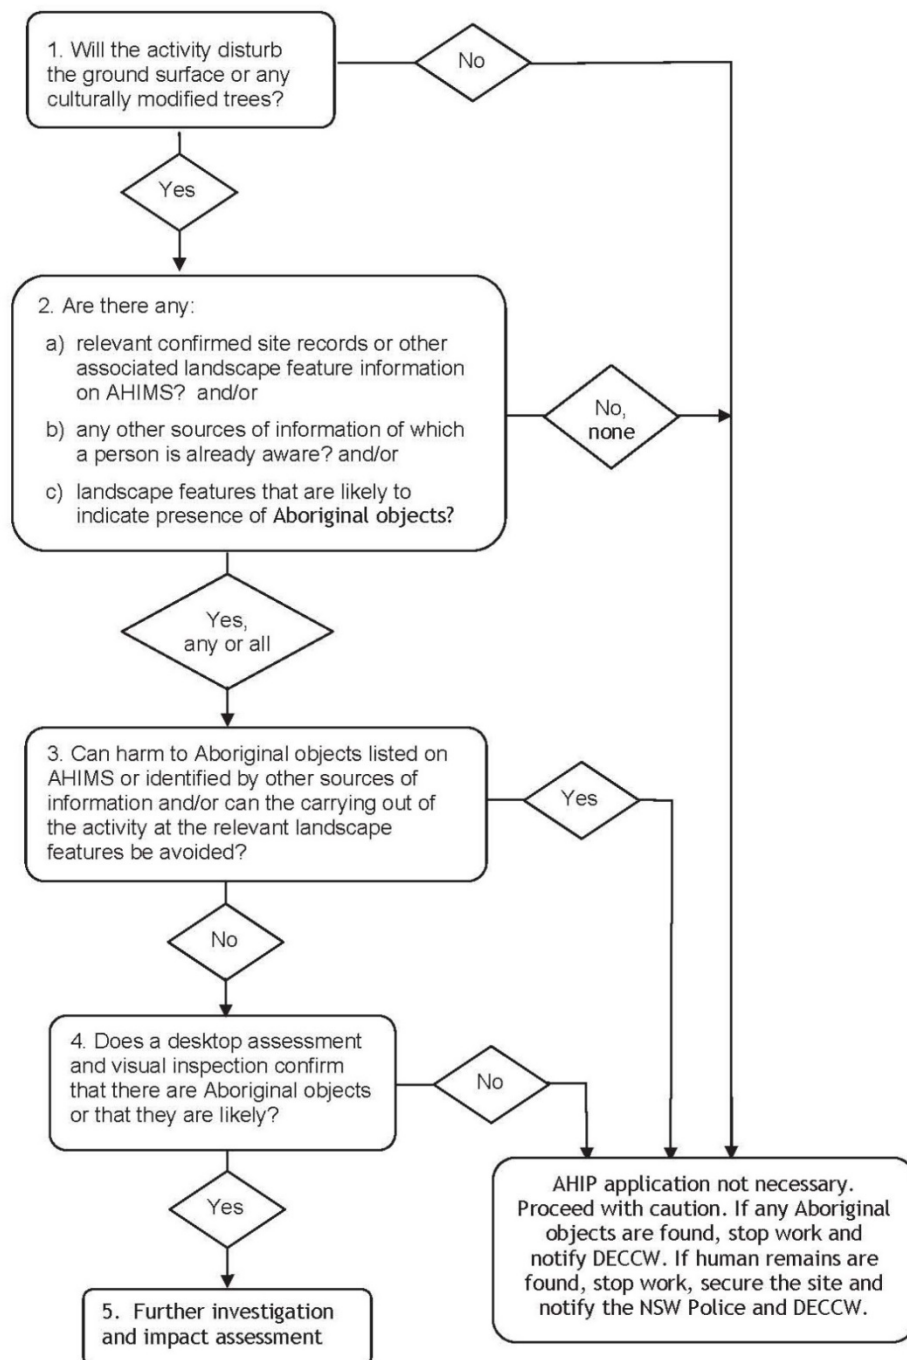 1. Will the activity disturb
the ground surface or any
culturally modified trees?
No
Yes
2. Are there any:
a) relevant confirmed site records or other
associated landscape feature information
on AHIMS? and/or
b) any other sources of information of which
a person is already aware? and/or
c) landscape features that are likely to
indicate presence of Aboriginal objects?
No,
none
Yes,
any or all
3. Can harm to Aboriginal objects listed on
AHIMS or identified by other sources of
information and/or can the carrying out of
the activity at the relevant landscape
features be avoided?
Yes
No
4. Does a desktop assessment
and visual inspection confirm
that there are Aboriginal objects
or that they are likely?
No
Yes
AHIP application not necessary.
Proceed with caution. If any Aboriginal
objects are found, stop work and
notify DECCW. If human remains are
found, stop work, secure the site and
notify the NSW Police and DECCW.
5. Further investigation
and impact assessment